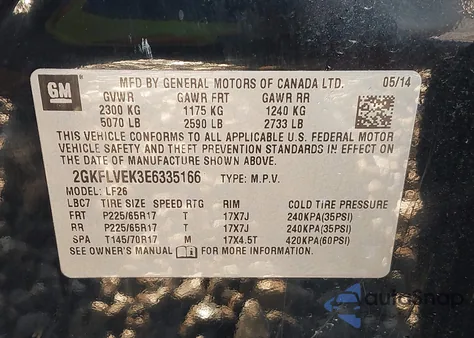 GM
MFD BY GENERAL MOTORS OF CANADA LTD. 05/14
GVWR GAWR FRT GAWR RR
2300 KG 1175 KG 1240 KG
5070 LB 2590 LB 2733 LB
THIS VEHICLE CONFORMS TO ALL APPLICABLE U.S. FEDERAL MOTOR
VEHICLE SAFETY AND THEFT PREVENTION STANDARDS IN EFFECT ON
THE DATE OF MANUFACTURE SHOWN ABOVE.
2GKFLVEK3E6335166 TYPE: M.P.V.
MODEL: LF26
LBC7 TIRE SIZE SPEED RTG RIM COLD TIRE PRESSURE
FRT P225/65R17 T 17X7J 240KPA(35PSI)
RR P225/65R17 T 17X7J 240KPA(35PSI)
SPA T145/70R17 M 17X4.5T 420KPA(60PSI)
SEE OWNER'S MANUAL FOR MORE INFORMATION.
AutoSnap